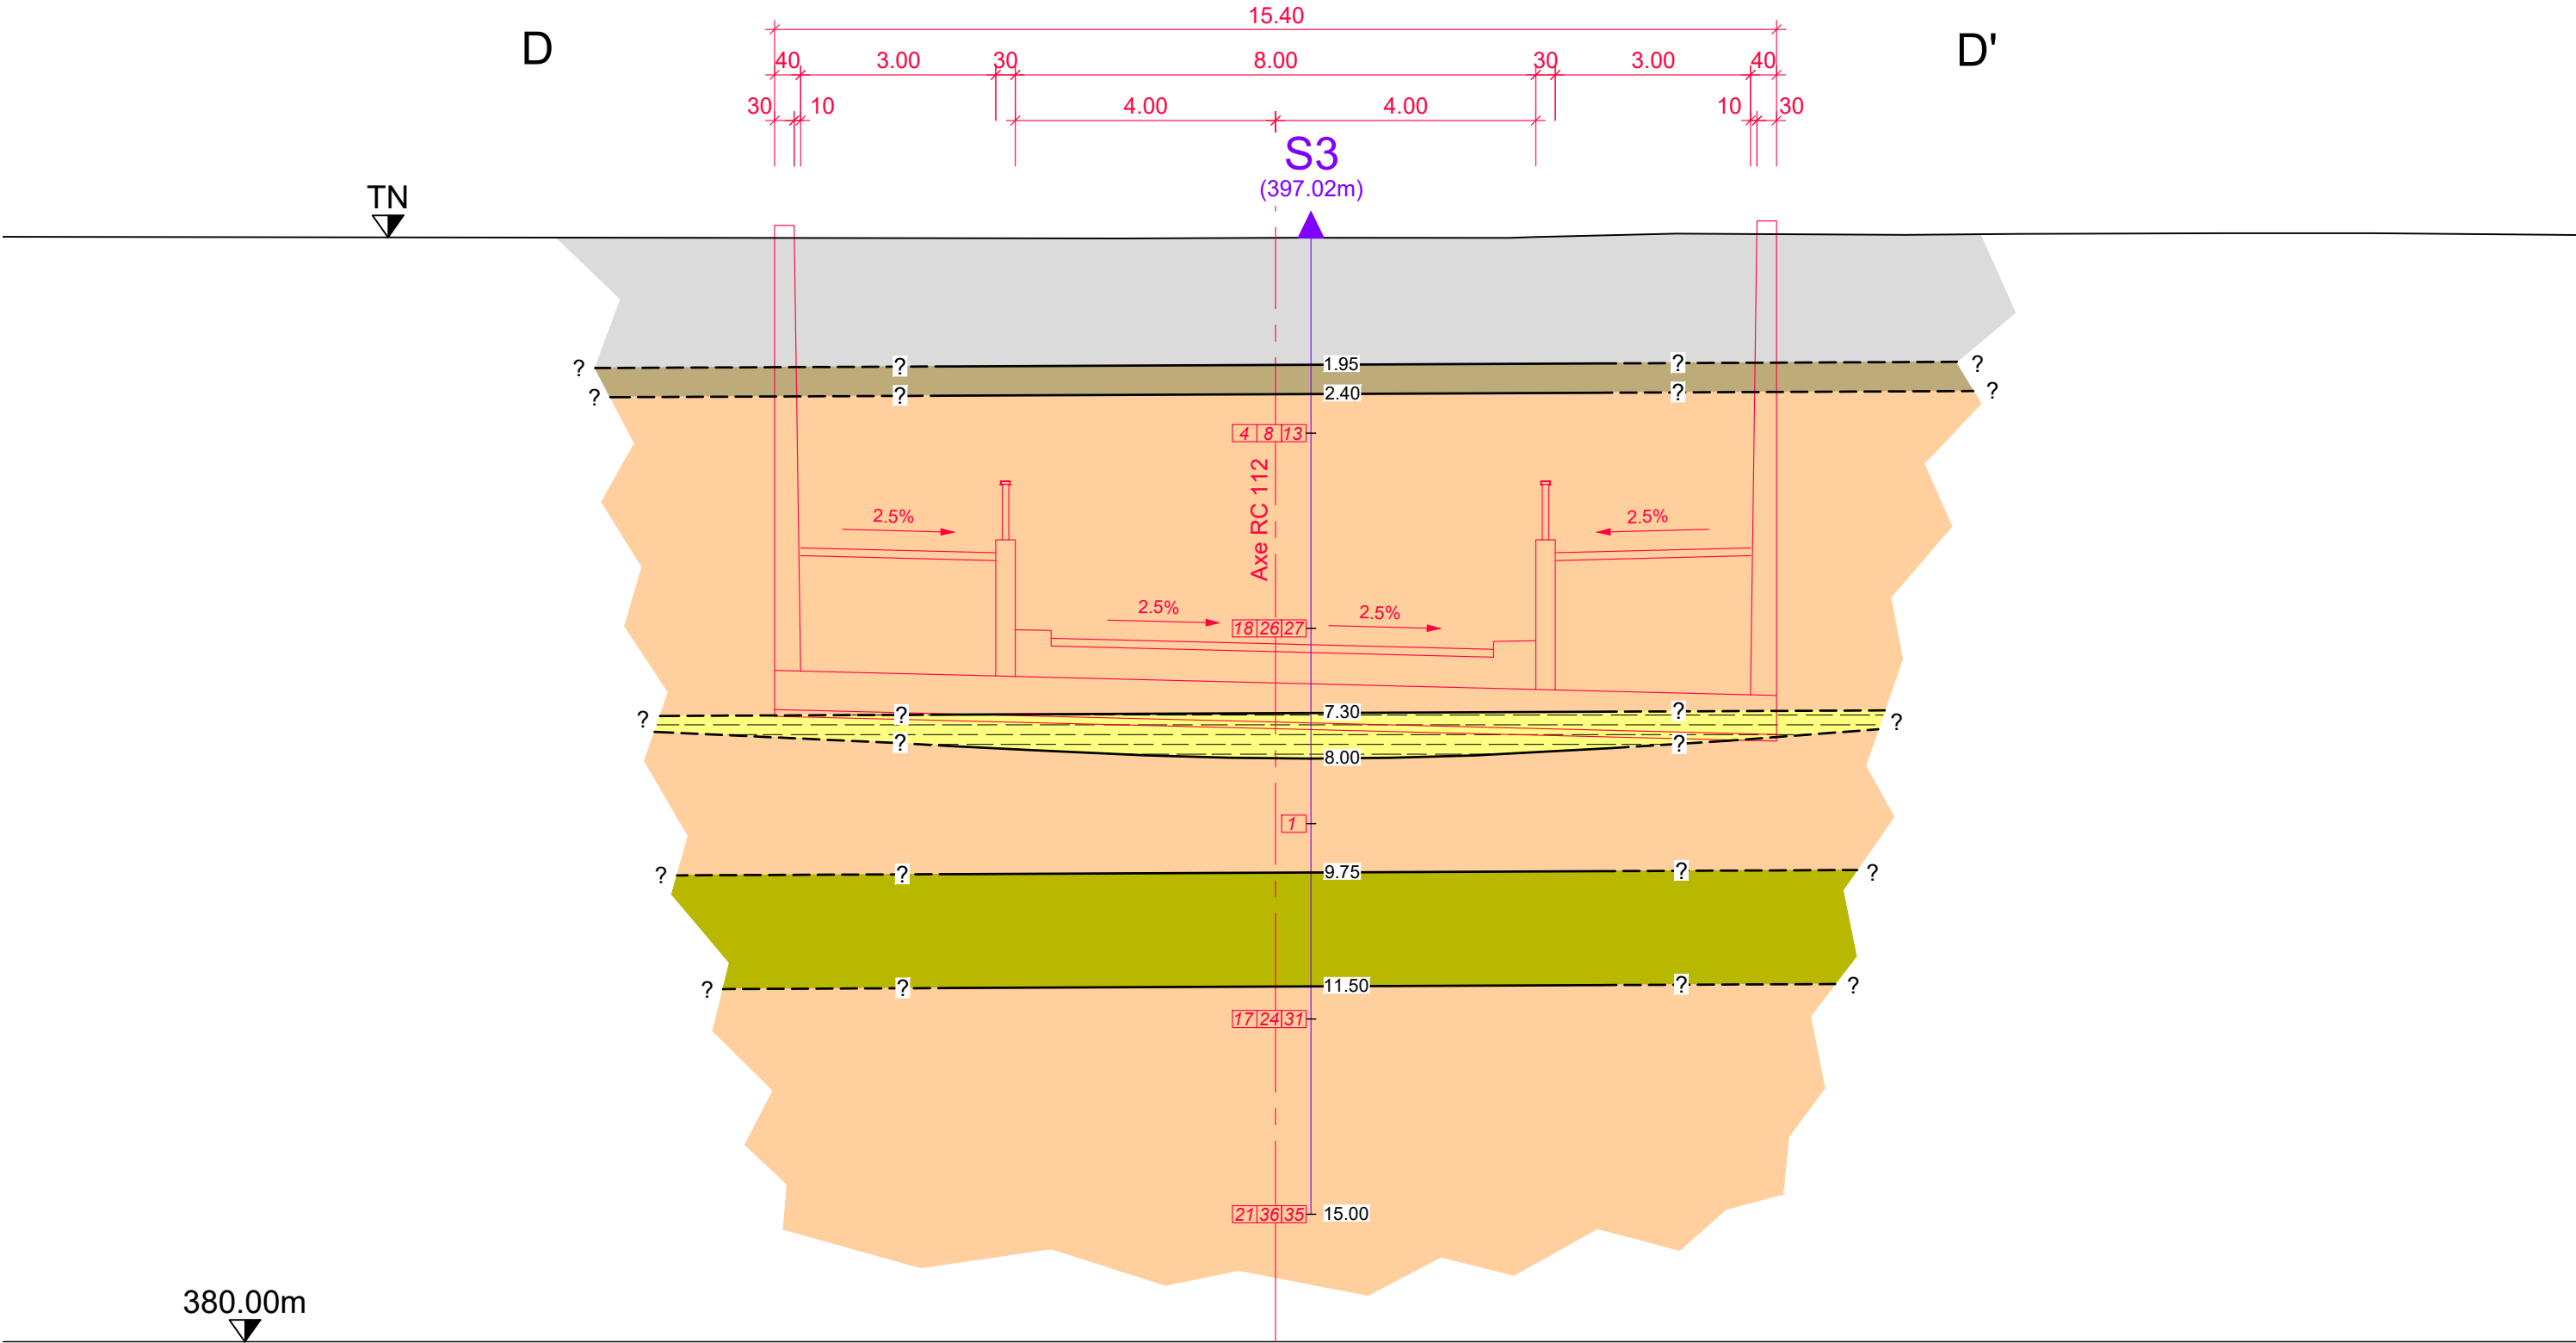 15.40
D D'
40 3.00 30 8.00 30 3.00 40
30 10 4.00 4.00 10 30
S3
(397.02m)
TN
? ? 1.95 ? ?
? ? 2.40 ? ?
4 8 13
Axe RC 112
2.5% 2.5%
2.5% 2.5%
18 26 27
? ? 7.30 ? ?
? ?
8.00
1
? ? 9.75 ? ?
? ? 11.50 ? ?
17 24 31
21 36 35 15.00
380.00m